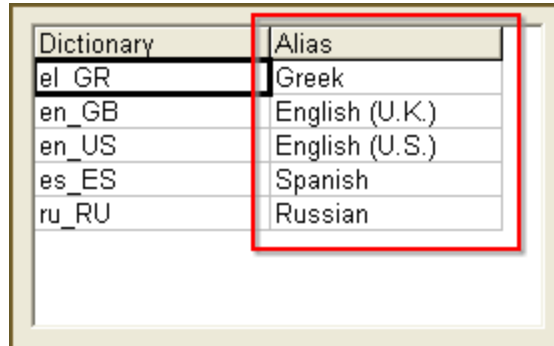 Dictionary Alias
el_GR Greek
en_GB English (U.K.)
en_US English (U.S.)
es_ES Spanish
ru_RU Russian